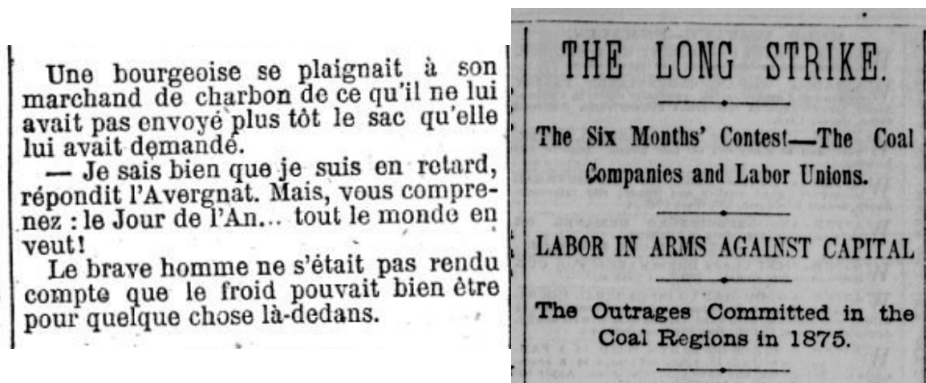 Une bourgeoise se plaignait à son
marchand de charbon de ce qu'il ne lui
avait pas envoyé plus tôt le sac qu'elle
lui avait demandé.
— Je sais bien que je suis en retard,
répondit l'Avergnat. Mais, vous compre-
nez : le Jour de l'An... tout le monde en
veut!
Le brave homme ne s'était pas rendu
compte que le froid pouvait bien être
pour quelque chose là-dedans.
THE LONG STRIKE.
The Six Months' Contest—The Coal
Companies and Labor Unions.
LABOR IN ARMS AGAINST CAPITAL
The Outrages Committed in the
Coal Regions in 1875.